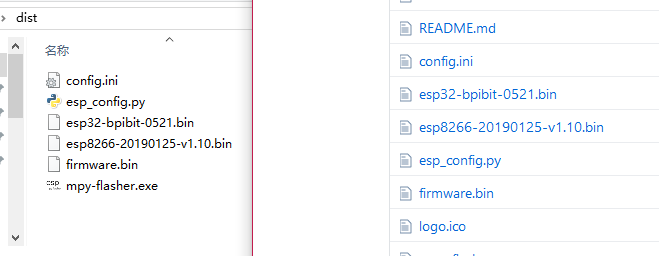 dist
名称
config.ini
esp_config.py
esp32-bpibit-0521.bin
esp8266-20190125-v1.10.bin
firmware.bin
mpy-flasher.exe
README.md
config.ini
esp32-bpibit-0521.bin
esp8266-20190125-v1.10.bin
esp_config.py
firmware.bin
logo.ico